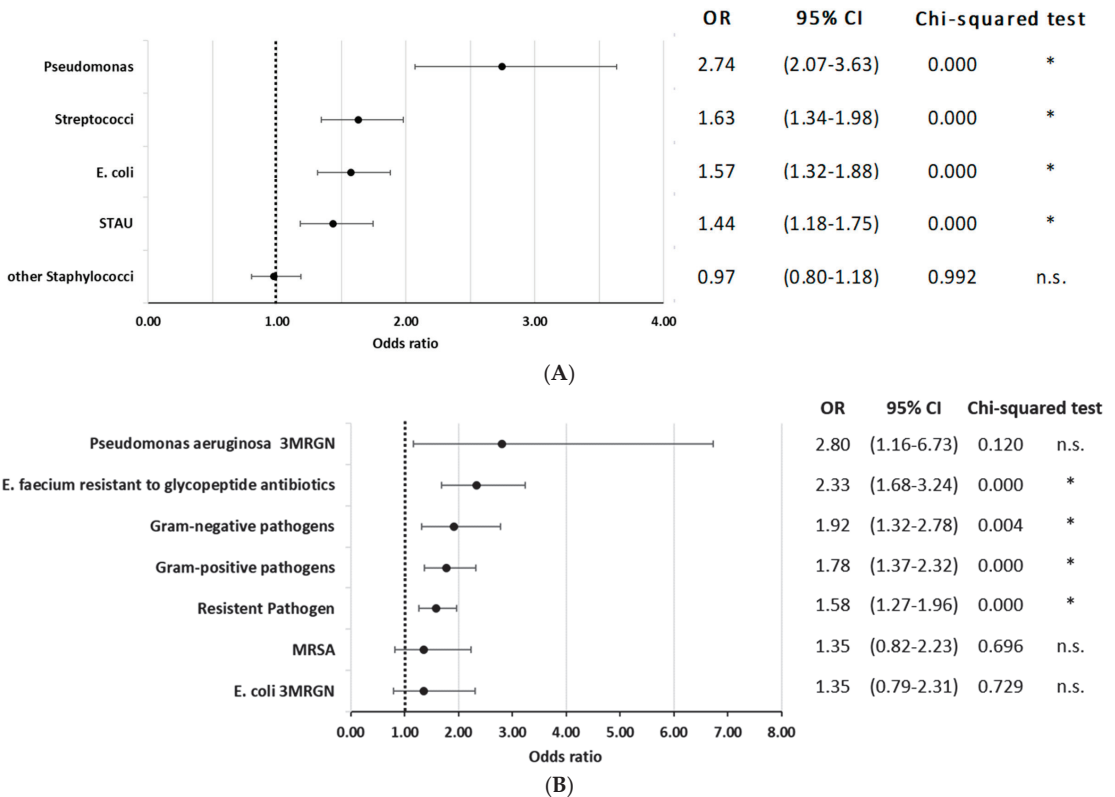 OR 95% CI Chi-squared test
Pseudomonas 2.74 (2.07-3.63) 0.000 *
Streptococci 1.63 (1.34-1.98) 0.000 *
E. coli 1.57 (1.32-1.88) 0.000 *
STAU 1.44 (1.18-1.75) 0.000 *
other Staphylococci 0.97 (0.80-1.18) 0.992 n.s.
0.00 1.00 2.00 3.00 4.00
Odds ratio
(A)
OR 95% CI Chi-squared test
Pseudomonas aeruginosa 3MRGN 2.80 (1.16-6.73) 0.120 n.s.
E. faecium resistant to glycopeptide antibiotics 2.33 (1.68-3.24) 0.000 *
Gram-negative pathogens 1.92 (1.32-2.78) 0.004 *
Gram-positive pathogens 1.78 (1.37-2.32) 0.000 *
Resistent Pathogen 1.58 (1.27-1.96) 0.000 *
MRSA 1.35 (0.82-2.23) 0.696 n.s.
E. coli 3MRGN 1.35 (0.79-2.31) 0.729 n.s.
0.00 1.00 2.00 3.00 4.00 5.00 6.00 7.00 8.00
Odds ratio
(B)